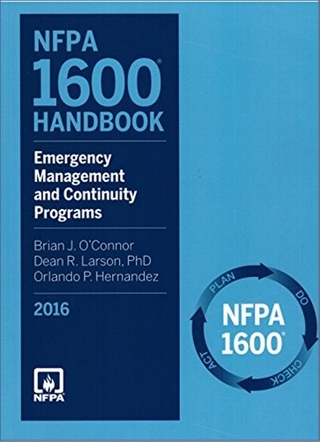 NFPA
1600®
HANDBOOK
Emergency
Management
and Continuity
Programs
Brian J. O'Connor
Dean R. Larson, PhD
Orlando P. Hernandez
2016
NFPA®
PLAN
DO
CHECK
ACT
NFPA
1600®